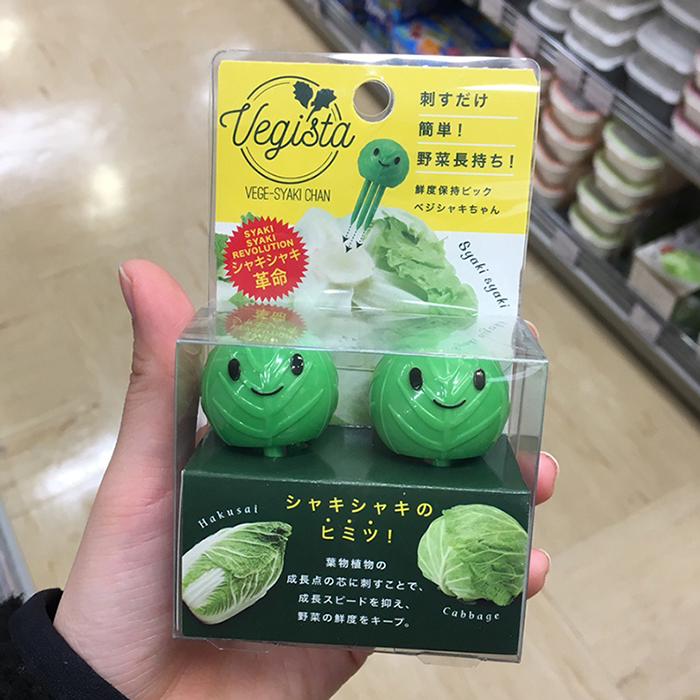 Vegista
VEGE-SYAKI CHAN
刺すだけ
簡単！
野菜長持ち！
鮮度保持ピック
ベジシャキちゃん
SYAKI
SYAKI
REVOLUTION
シャキシャキ
革命
Syaki syaki
シャキシャキの
ヒミツ！
Hakusai
葉物植物の
成長点の芯に刺すことで、
成長スピードを抑え、
野菜の鮮度をキープ。
Cabbage